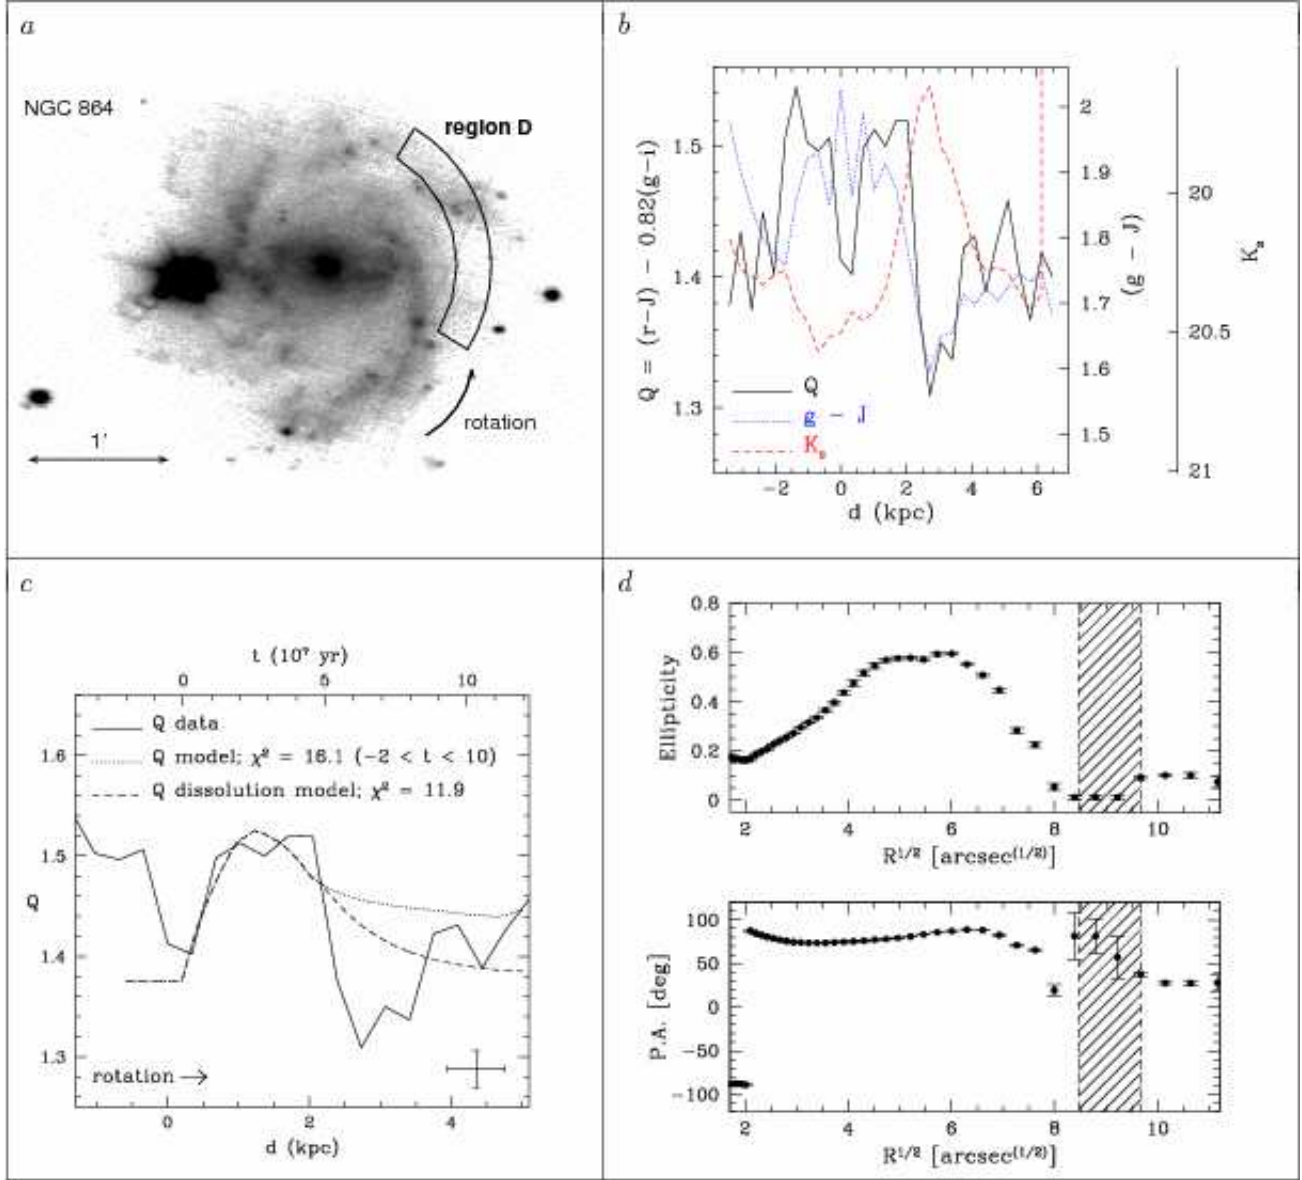 a
NGC 864
region D
rotation
1'
b
Q = (r−J) − 0.82(g−i)
1.5
1.4
1.3
Q
g − J
Kₛ
−2 0 2 4 6
d (kpc)
2
1.9
1.8
1.7
1.6
1.5
(g − J)
20
20.5
21
Kₛ
c
t (10⁷ yr)
0 5 10
Q data
Q model; χ² = 16.1 (−2 < t < 10)
Q dissolution model; χ² = 11.9
1.6
1.5
1.4
1.3
Q
rotation →
0 2 4
d (kpc)
d
Ellipticity
0.8
0.6
0.4
0.2
0
2 4 6 8 10
R¹/² [arcsec⁽¹/²⁾]
P.A. [deg]
100
50
0
−50
−100
2 4 6 8 10
R¹/² [arcsec⁽¹/²⁾]